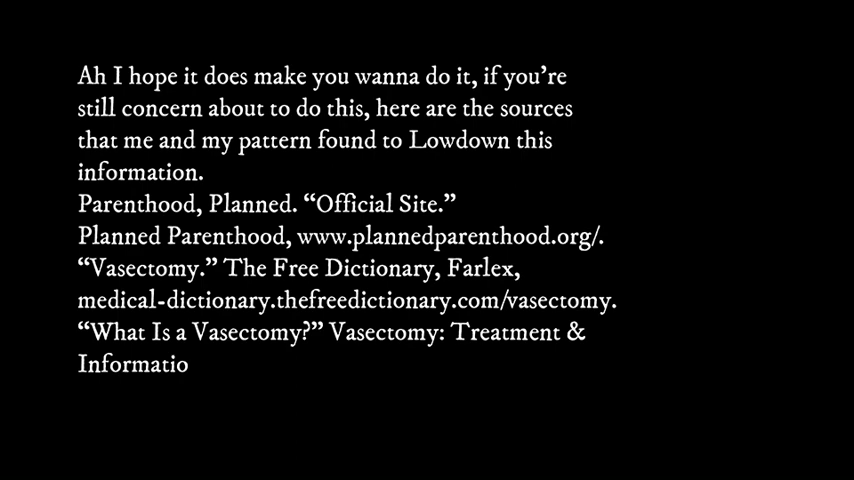 Ah I hope it does make you wanna do it, if you're
still concern about to do this, here are the sources
that me and my pattern found to Lowdown this
information.
Parenthood, Planned. “Official Site.”
Planned Parenthood, www.plannedparenthood.org/.
“Vasectomy.” The Free Dictionary, Farlex,
medical-dictionary.thefreedictionary.com/vasectomy.
“What Is a Vasectomy?” Vasectomy: Treatment &
Informatio